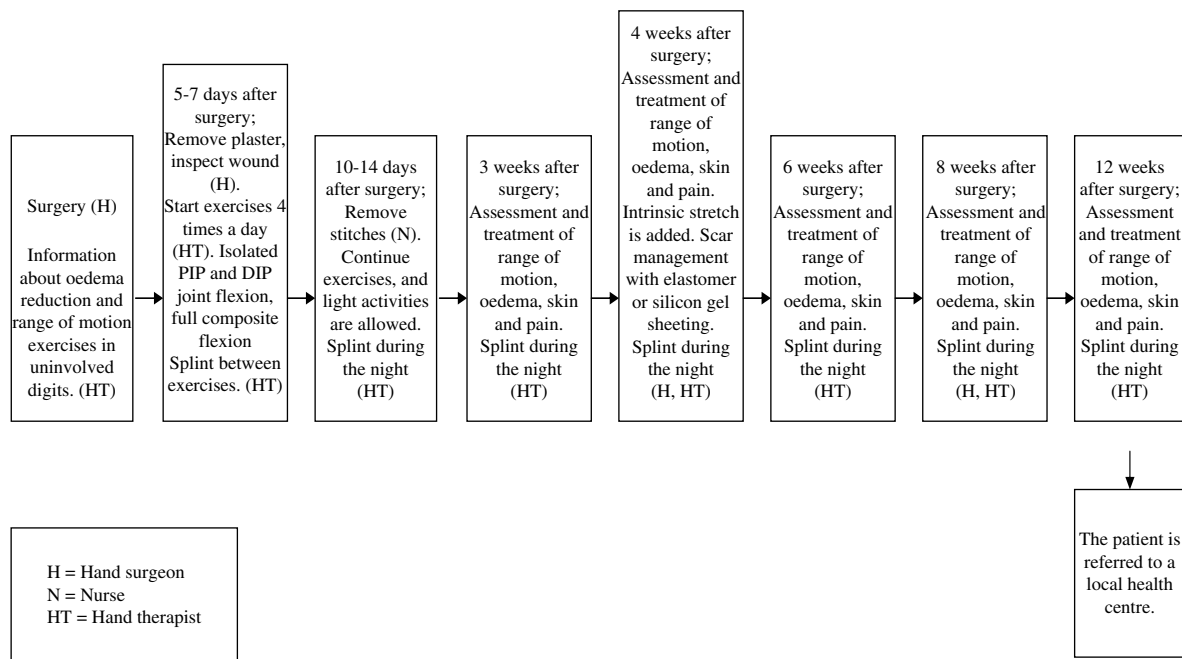 Surgery (H)
Information
about oedema
reduction and
range of motion
exercises in
uninvolved
digits. (HT)
5-7 days after
surgery;
Remove plaster,
inspect wound
(H).
Start exercises 4
times a day
(HT). Isolated
PIP and DIP
joint flexion,
full composite
flexion
Splint between
exercises. (HT)
10-14 days
after surgery;
Remove
stitches (N).
Continue
exercises, and
light activities
are allowed.
Splint during
the night
(HT)
3 weeks after
surgery;
Assessment and
treatment of
range of
motion,
oedema, skin
and pain.
Splint during
the night
(HT)
4 weeks after
surgery;
Assessment and
treatment of
range of
motion,
oedema, skin
and pain.
Intrinsic stretch
is added. Scar
management
with elastomer
or silicon gel
sheeting.
Splint during
the night
(H, HT)
6 weeks after
surgery;
Assessment and
treatment of
range of
motion,
oedema, skin
and pain.
Splint during
the night
(HT)
8 weeks after
surgery;
Assessment and
treatment of
range of
motion,
oedema, skin
and pain.
Splint during
the night
(H, HT)
12 weeks
after surgery;
Assessment
and treatment
of range of
motion,
oedema, skin
and pain.
Splint during
the night
(HT)
The patient is
referred to a
local health
centre.
H = Hand surgeon
N = Nurse
HT = Hand therapist